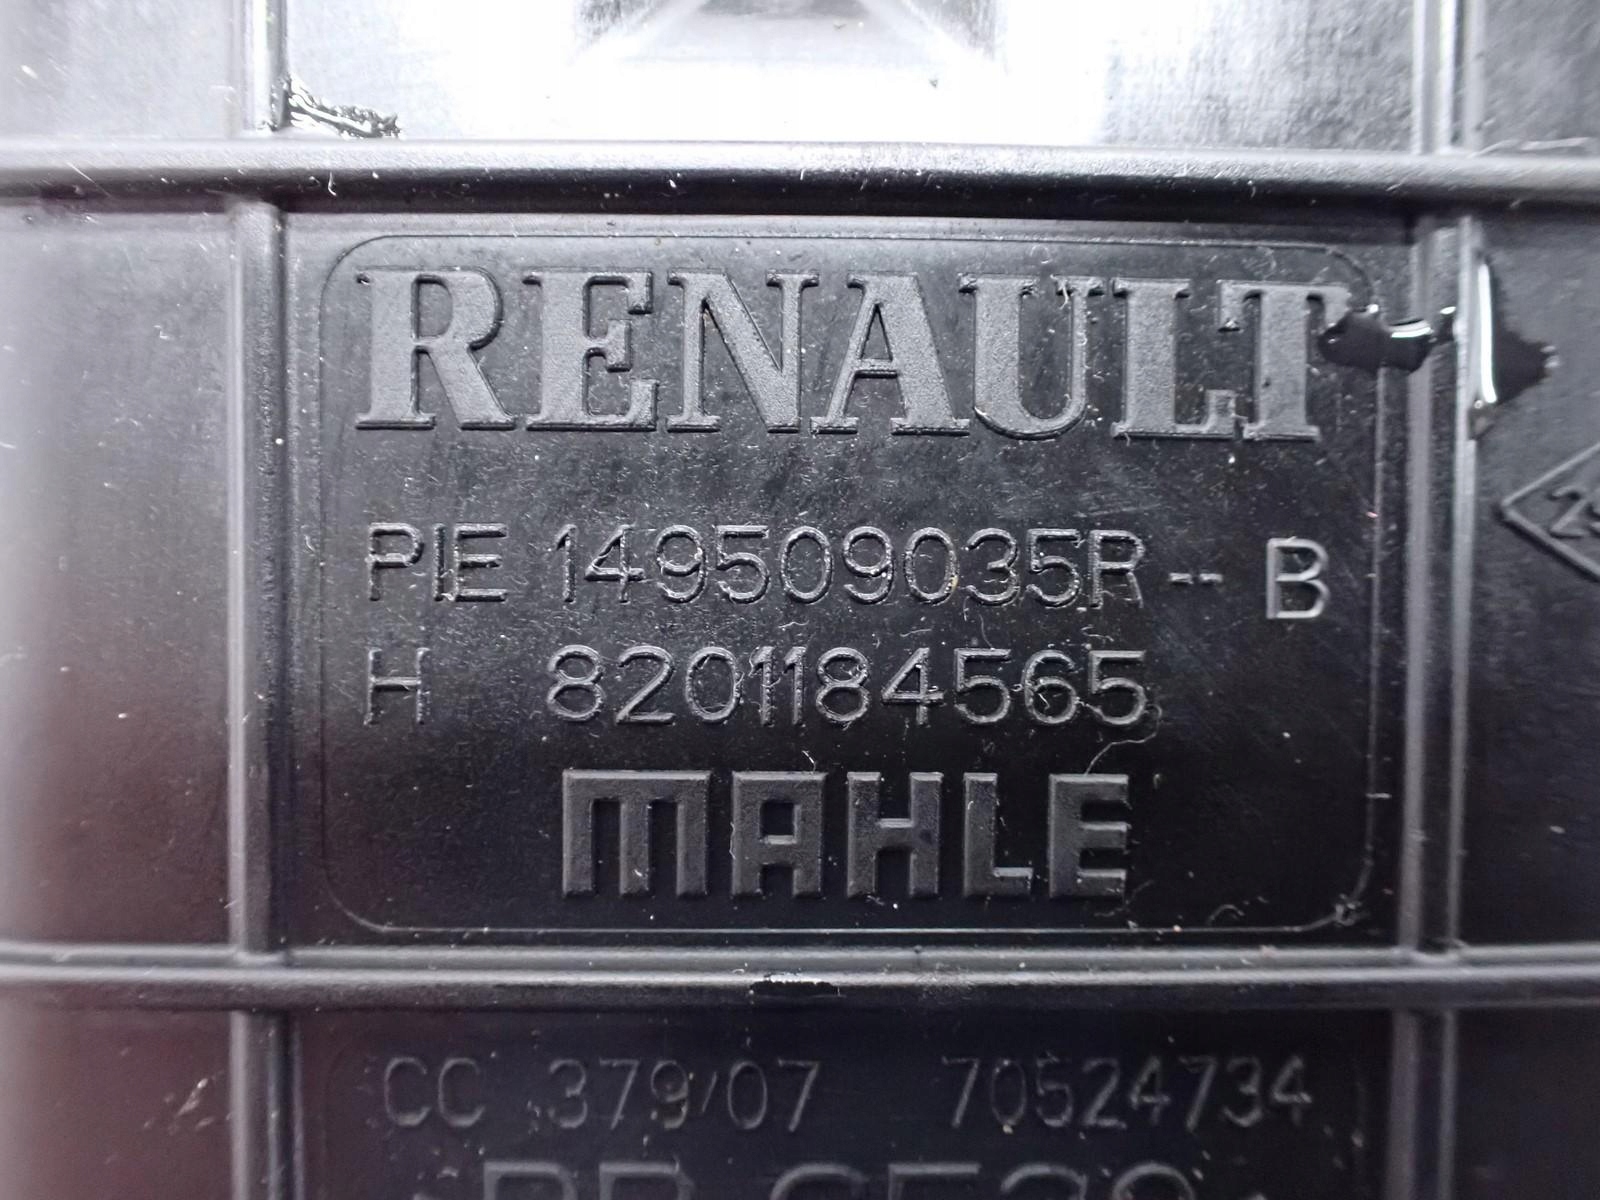 RENAULT
PIE 149509035R -- B
H 8201184565
MAHLE
CC 379/07 70524734